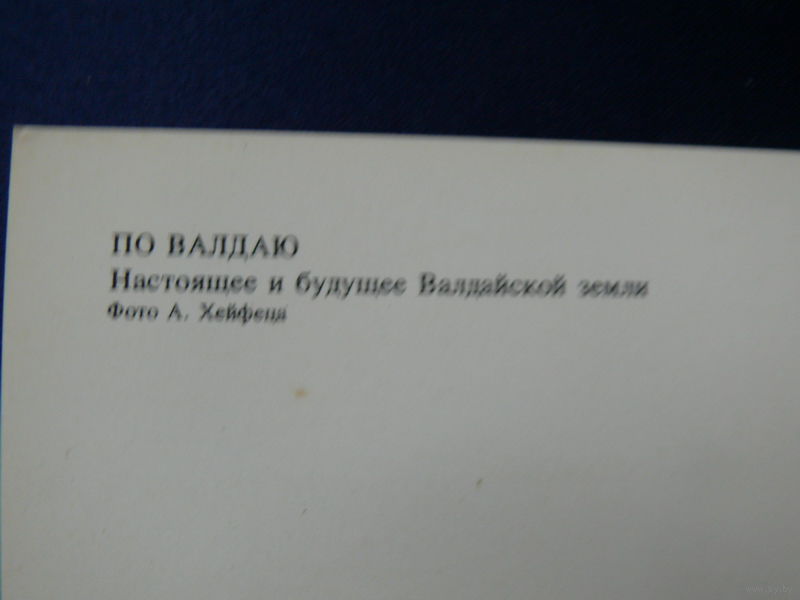 ПО ВАЛДАЮ
Настоящее и будущее Валдайской земли
Фото А. Хейфеца